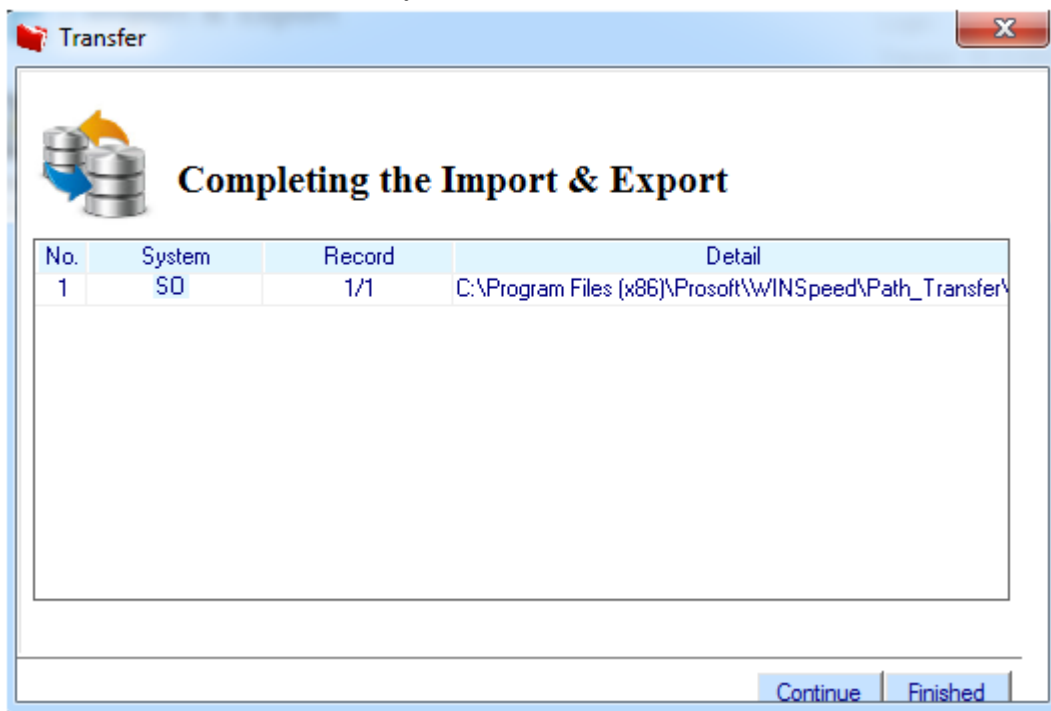 Transfer
Completing the Import & Export
No. System Record Detail
1 SO 1/1 C:\Program Files (x86)\Prosoft\WINSpeed\Path_Transfer\
Continue Finished